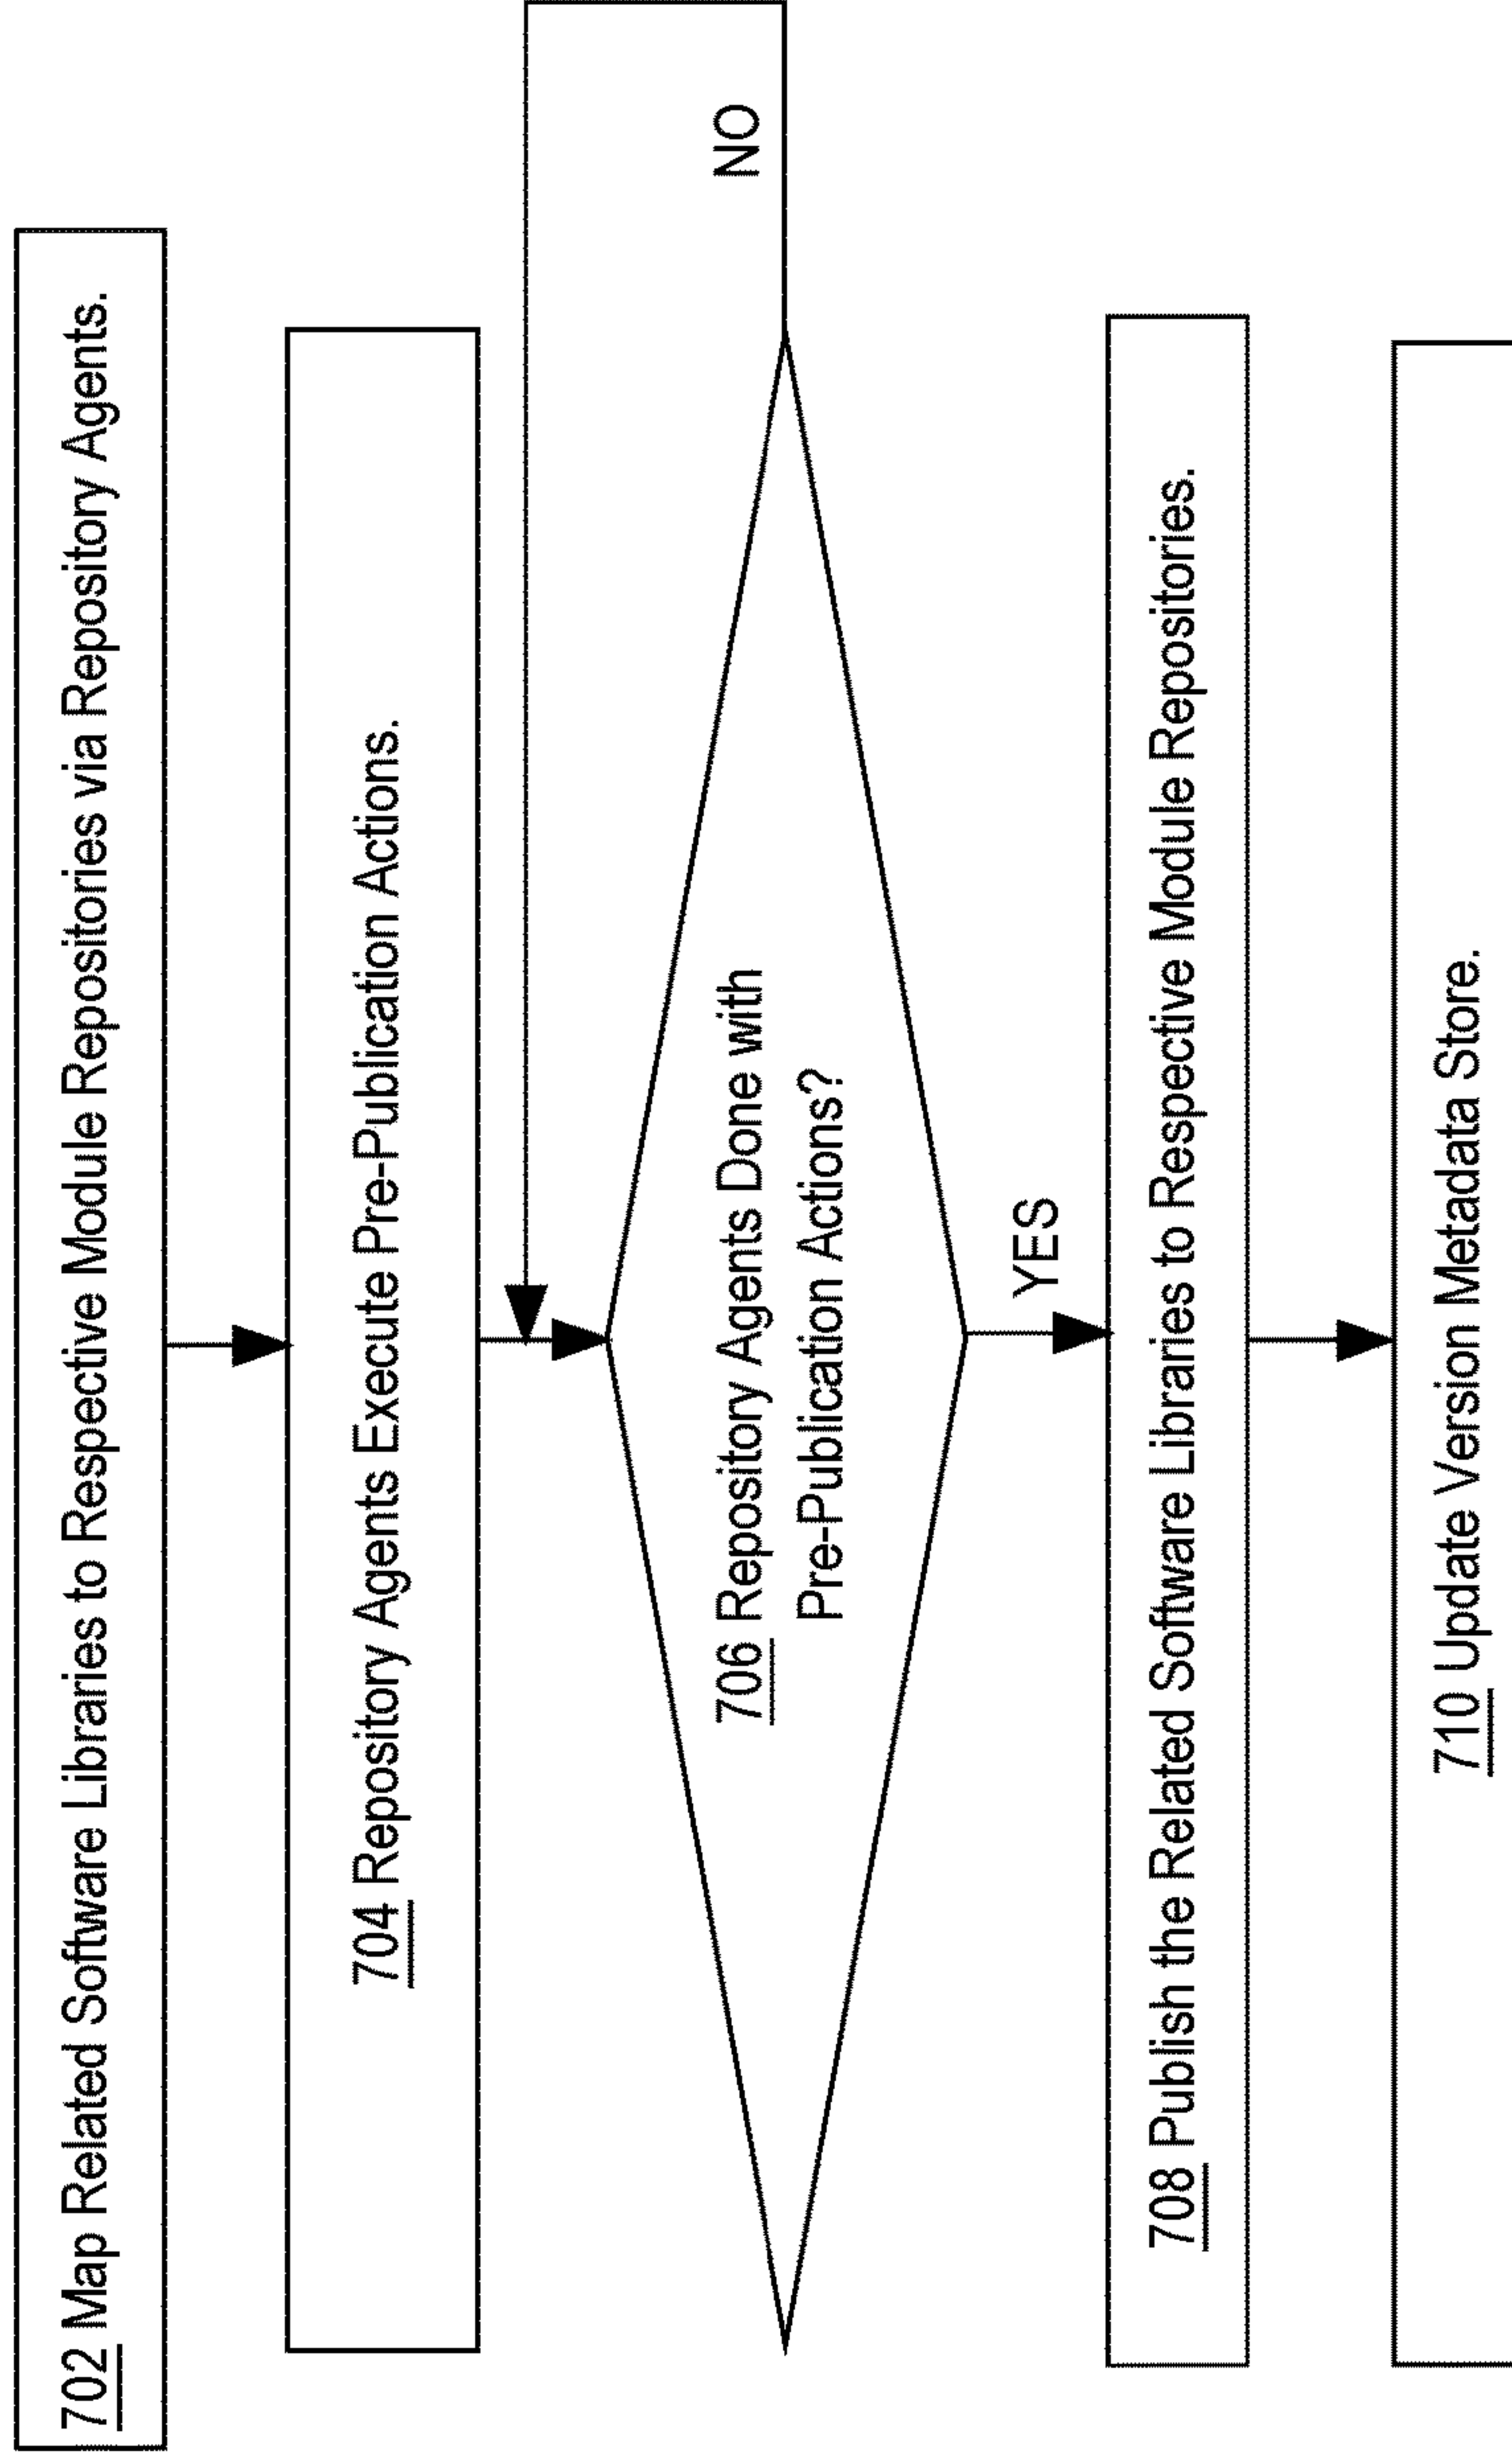 702 Map Related Software Libraries to Respective Module Repositories via Repository Agents.
704 Repository Agents Execute Pre-Publication Actions.
706 Repository Agents Done with
Pre-Publication Actions?
NO
YES
708 Publish the Related Software Libraries to Respective Module Repositories.
710 Update Version Metadata Store.